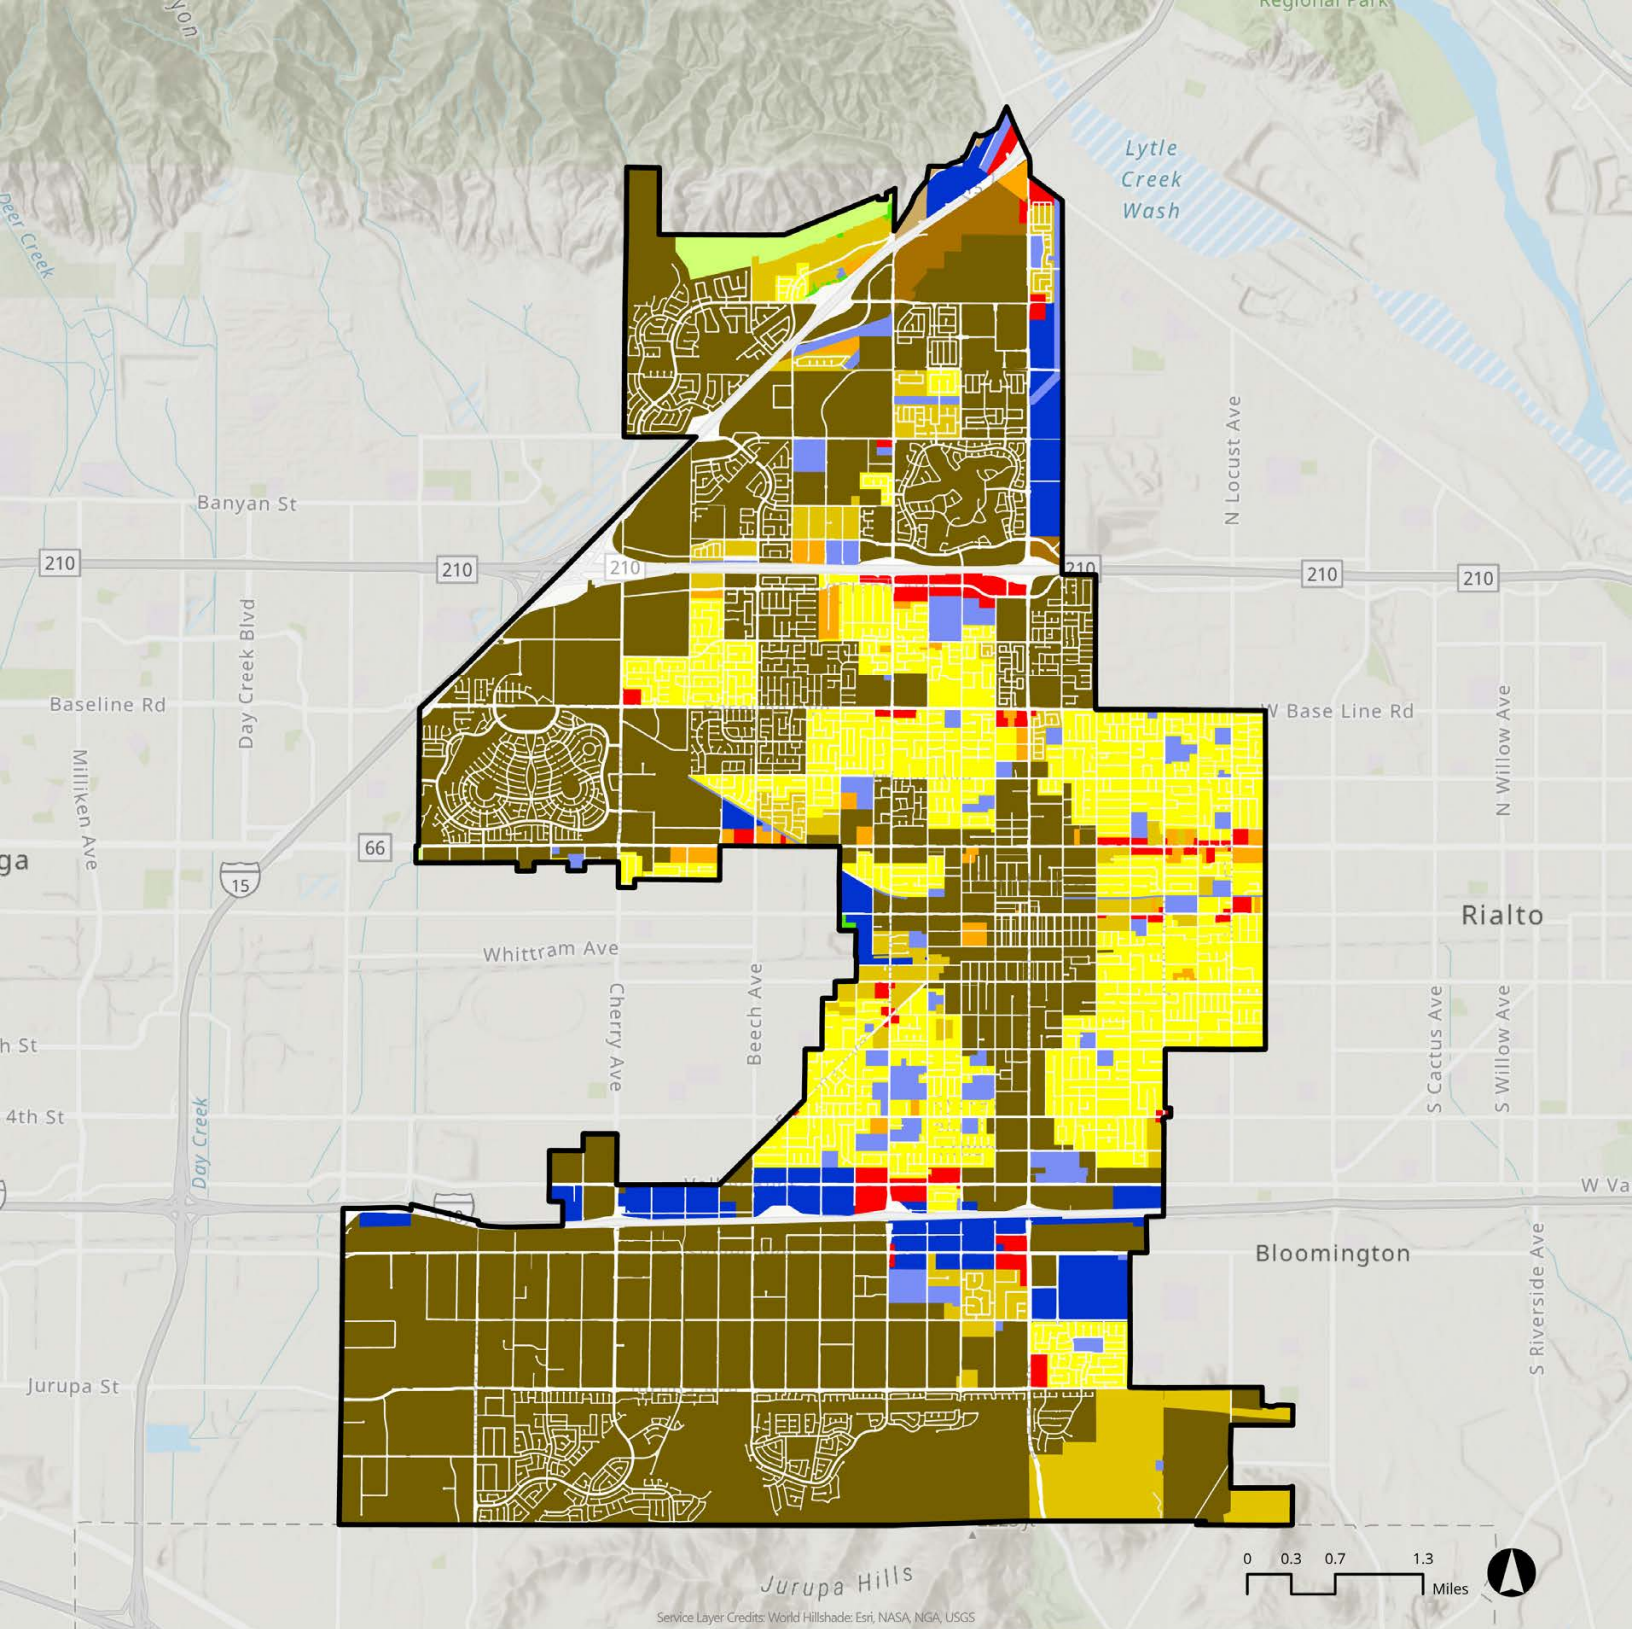 Regional Park
yon
Lytle
Creek
Wash
Deer Creek
N Locust Ave
Banyan St
210
210
210
210
210
210
Day Creek Blvd
Baseline Rd
W Base Line Rd
N Willow Ave
Milliken Ave
66
ga
15
Rialto
Whittram Ave
Cherry Ave
Beech Ave
S Cactus Ave
S Willow Ave
h St
4th St
Day Creek
W Va
Bloomington
S Riverside Ave
Jurupa St
0 0.3 0.7 1.3
Miles
Jurupa Hills
Service Layer Credits: World Hillshade: Esri, NASA, NGA, USGS